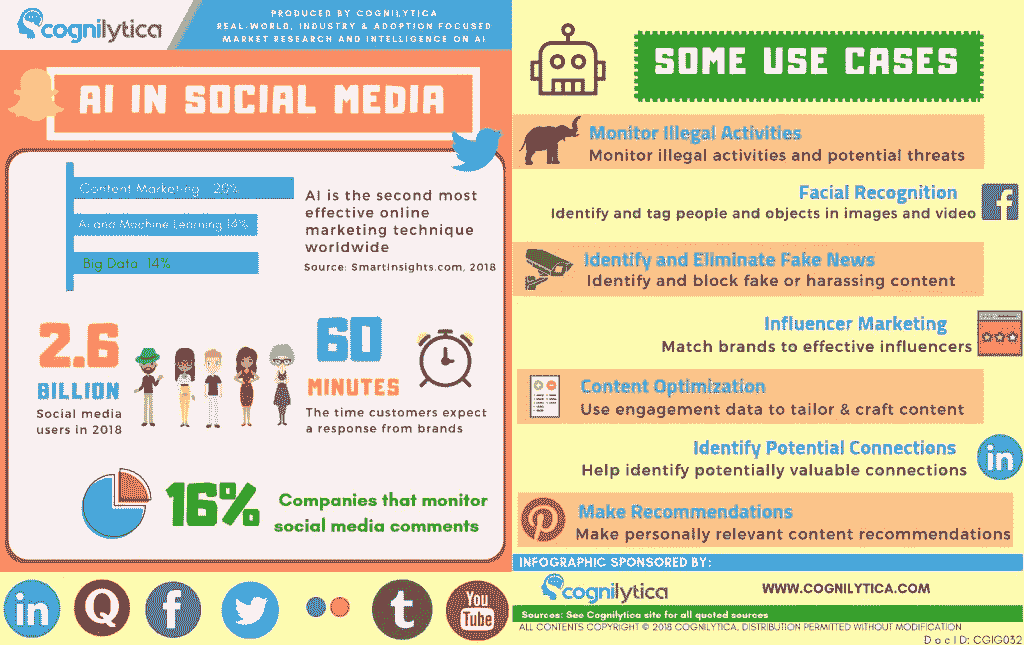 cognilytica
PRODUCED BY COGNILYTICA
REAL-WORLD, INDUSTRY & ADOPTION FOCUSED
MARKET RESEARCH AND INTELLIGENCE ON AI
AI IN SOCIAL MEDIA
Content Marketing 20%
AI and Machine Learning 14%
Big Data 14%
AI is the second most
effective online
marketing technique
worldwide
Source: SmartInsights.com, 2018
2.6
BILLION
Social media
users in 2018
60
MINUTES
The time customers expect
a response from brands
16%
Companies that monitor
social media comments
in
Q
f
t
You
Tube
SOME USE CASES
Monitor Illegal Activities
Monitor illegal activities and potential threats
Facial Recognition
Identify and tag people and objects in images and video
f
Identify and Eliminate Fake News
Identify and block fake or harassing content
Influencer Marketing
Match brands to effective influencers
Content Optimization
Use engagement data to tailor & craft content
Identify Potential Connections
Help identify potentially valuable connections
in
Make Recommendations
Make personally relevant content recommendations
INFOGRAPHIC SPONSORED BY:
cognilytica
WWW.COGNILYTICA.COM
Sources: See Cognilytica site for all quoted sources
ALL CONTENTS COPYRIGHT © 2018 COGNILYTICA. DISTRIBUTION PERMITTED WITHOUT MODIFICATION
Doc ID: CGIG032